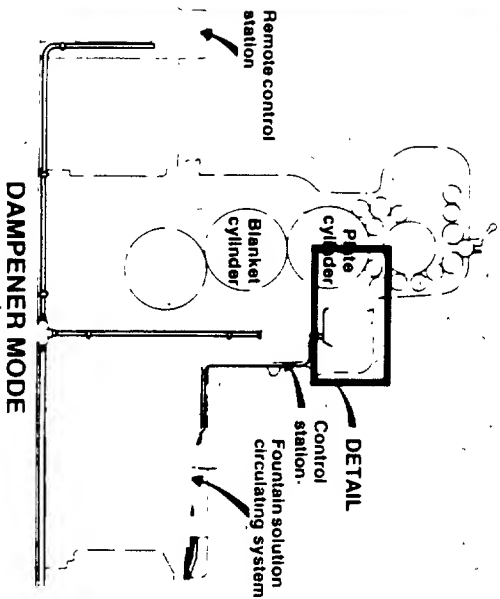 Remote control
station
Plate
cylinder
Blanket
cylinder
DETAIL
Control
station.
Fountain solution
circulating system
DAMPENER MODE